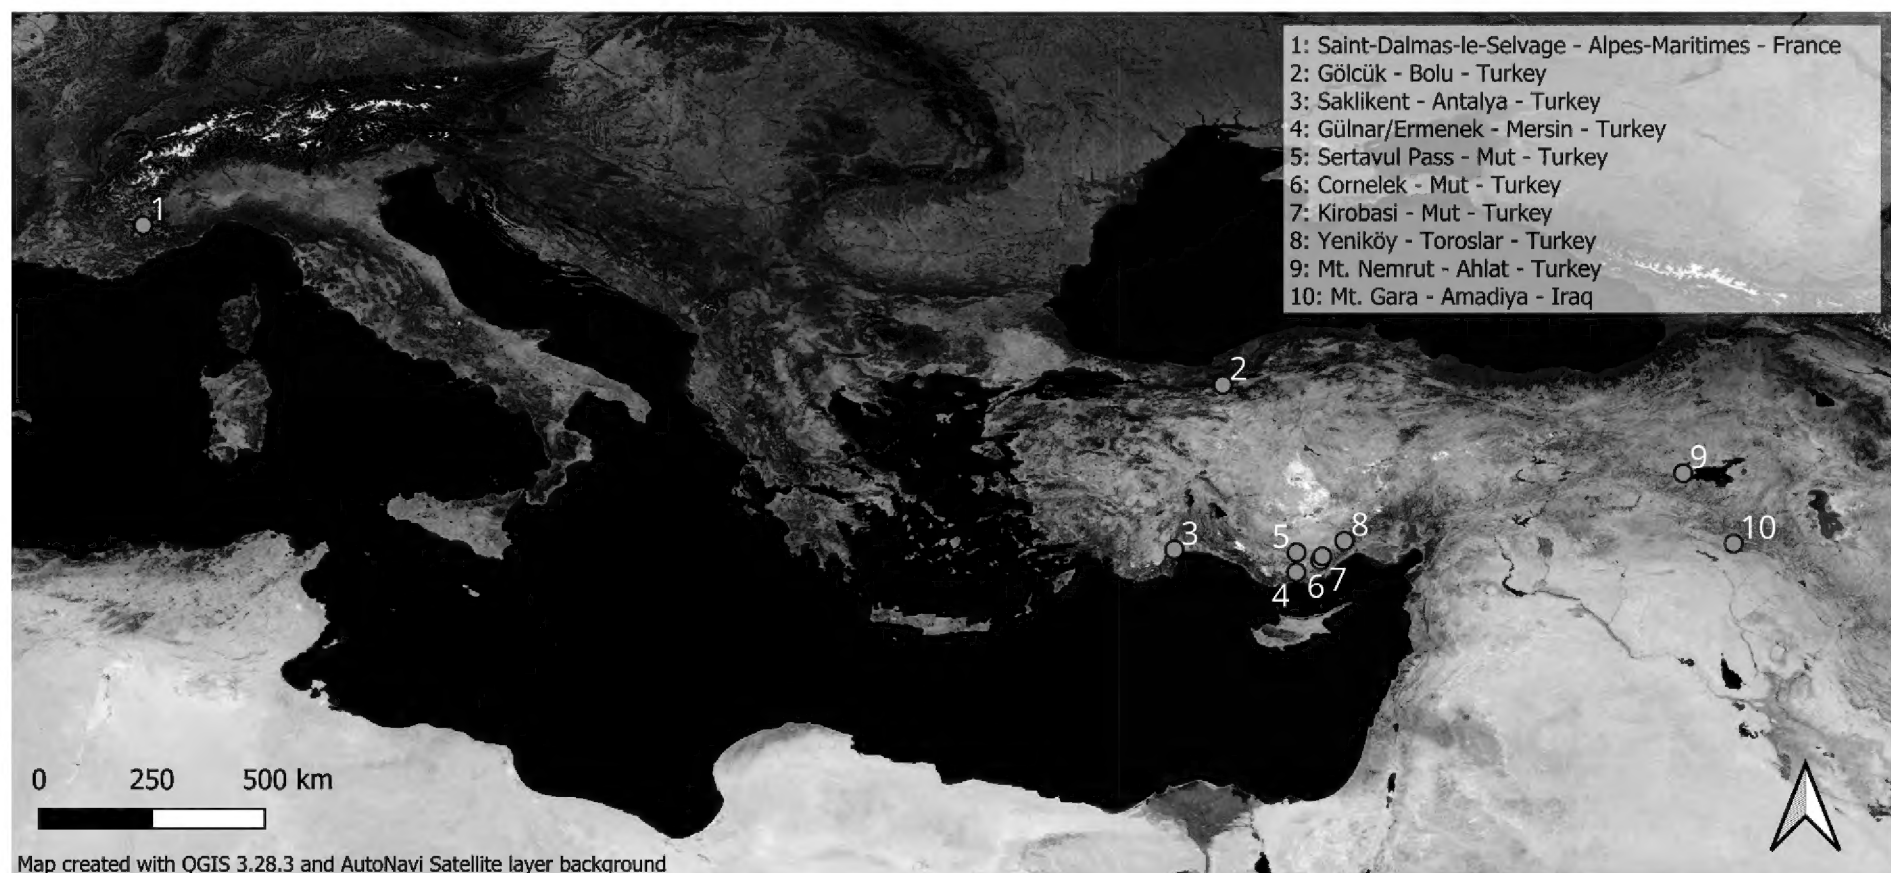 1: Saint-Dalmas-le-Selvage - Alpes-Maritimes - France
2: Gölcük - Bolu - Turkey
3: Saklikent - Antalya - Turkey
4: Gülnar/Ermenek - Mersin - Turkey
5: Sertavul Pass - Mut - Turkey
6: Cornelek - Mut - Turkey
7: Kirobasi - Mut - Turkey
8: Yeniköy - Toroslar - Turkey
9: Mt. Nemrut - Ahlat - Turkey
10: Mt. Gara - Amadiya - Iraq
1
2
9
3
5
8
10
4
6
7
0 250 500 km
Map created with QGIS 3.28.3 and AutoNavi Satellite layer background